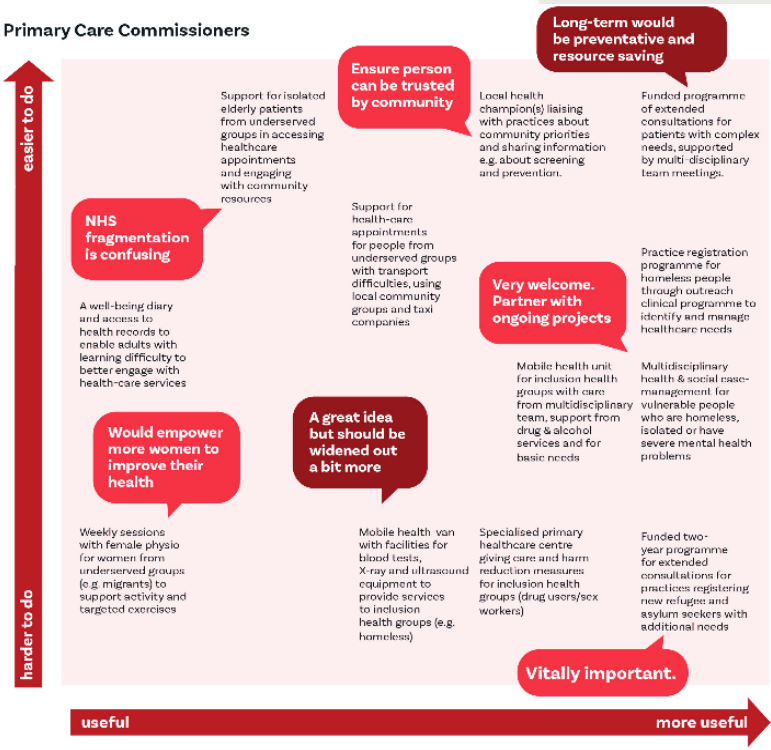 Primary Care Commissioners
Long-term would
be preventative and
resource saving
easier to do
Support for isolated
elderly patients
from underserved
groups in accessing
healthcare
appointments
and engaging
with community
resources
Ensure person
can be trusted
by community
Local health
champion(s) liaising
with practices about
community priorities
and sharing information
e.g. about screening
and prevention.
Funded programme
of extended
consultations for
patients with complex
needs, supported
by multi-disciplinary
team meetings.
NHS
fragmentation
is confusing
Support for
health-care
appointments
for people from
underserved groups
with transport
difficulties, using
local community
groups and taxi
companies
Very welcome.
Partner with
ongoing projects
Practice registration
programme for
homeless people
through outreach
clinical programme to
identify and manage
healthcare needs
A well-being diary
and access to
health records to
enable adults with
learning difficulty to
better engage with
health-care services
Mobile health unit
for inclusion health
groups with care
from multidisciplinary
team, support from
drug & alcohol
services and for
basic needs
Multidisciplinary
health & social case-
management for
vulnerable people
who are homeless,
isolated or have
severe mental health
problems
Would empower
more women to
improve their
health
A great idea
but should be
widened out
a bit more
Weekly sessions
with female physio
for women from
underserved groups
(e.g. migrants) to
support activity and
targeted exercises
Mobile health van
with facilities for
blood tests,
X-ray and ultrasound
equipment to
provide services
to inclusion
health groups (e.g.
homeless)
Specialised primary
healthcare centre
giving care and harm
reduction measures
for inclusion health
groups (drug users/sex
workers)
Funded two-
year programme
for extended
consultations for
practices registering
new refugee and
asylum seekers with
additional needs
harder to do
Vitally important.
useful
more useful